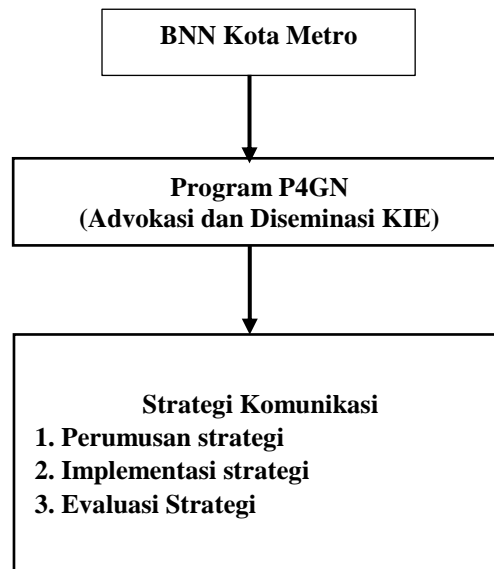 BNN Kota Metro
Program P4GN
(Advokasi dan Diseminasi KIE)
Strategi Komunikasi
1. Perumusan strategi
2. Implementasi strategi
3. Evaluasi Strategi